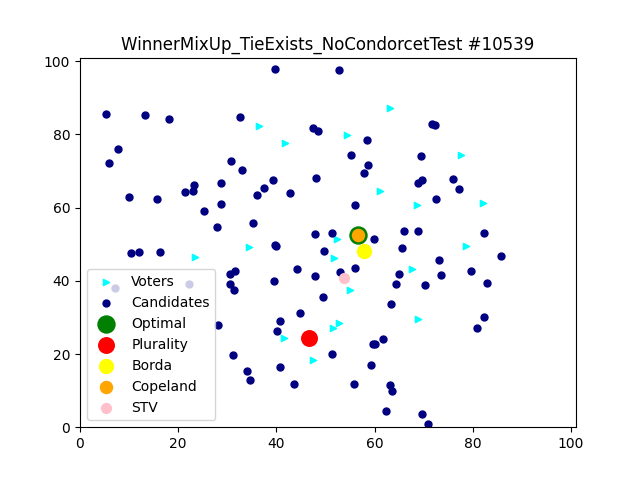 WinnerMixUp_TieExists_NoCondorcetTest #10539
100
80
60
40
20
0
Voters
Candidates
Optimal
Plurality
Borda
Copeland
STV
0 20 40 60 80 100